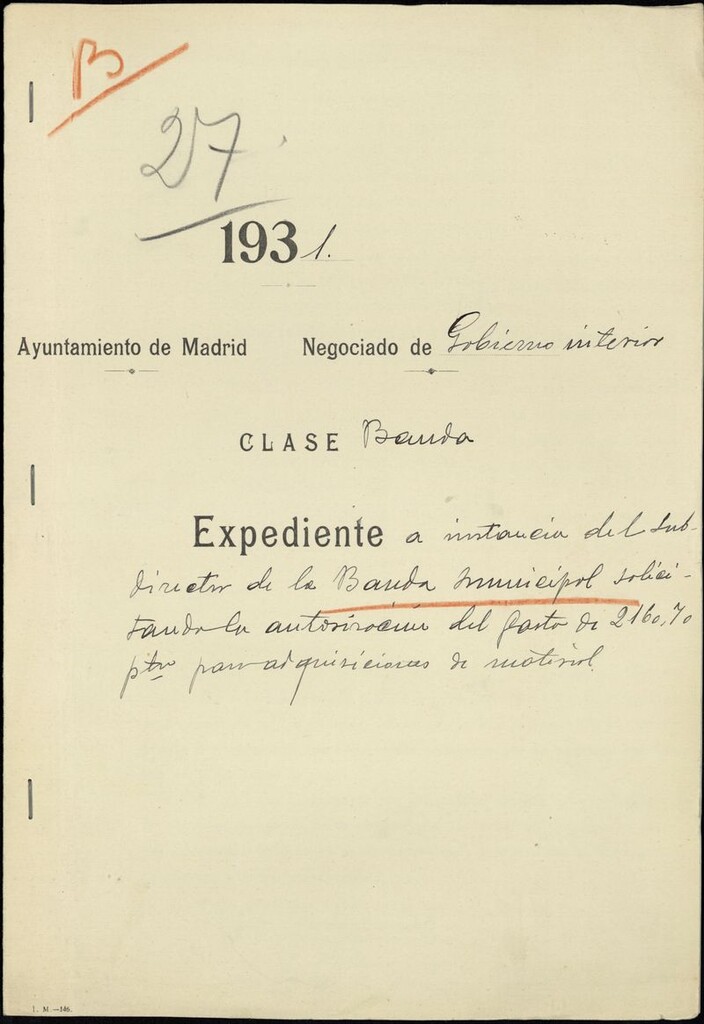 B
27
1931.
Ayuntamiento de Madrid Negociado de Gobierno interior
CLASE Banda
Expediente a instancia del Sub-
director de la Banda municipal solici-
tando la autorización del gasto de 2160,70
ptas para adquisiciones de material.
I. M.—146.